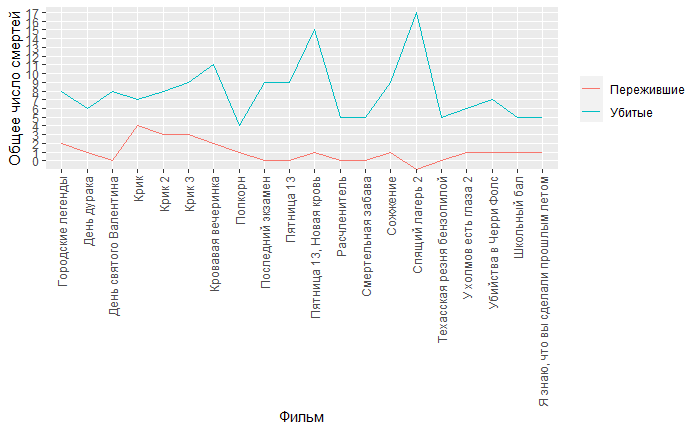 Общее число смертей
17
16
15
14
13
12
11
10
9
8
7
6
5
4
3
2
1
0
Городские легенды
День дурака
День святого Валентина
Крик
Крик 2
Крик 3
Кровавая вечеринка
Попкорн
Последний экзамен
Пятница 13
Пятница 13, Новая кровь
Расчленитель
Смертельная забава
Сожжение
Спящий лагерь 2
Техасская резня бензопилой
У холмов есть глаза 2
Убийства в Черри Фолс
Школьный бал
Я знаю, что вы сделали прошлым летом
Фильм
Пережившие
Убитые